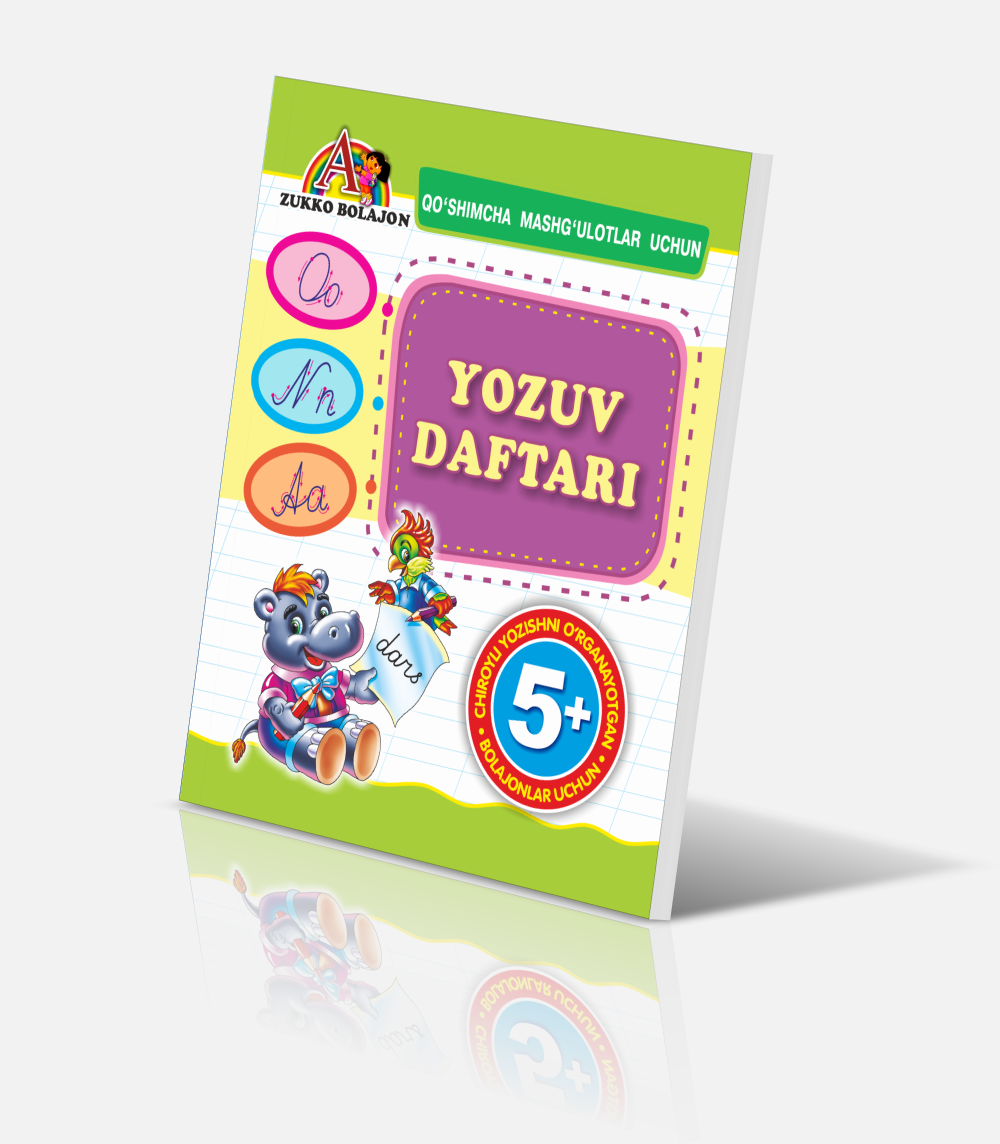 A
ZUKKO BOLAJON
QO‘SHIMCHA MASHG‘ULOTLAR UCHUN
Oo
Nn
Aa
YOZUV
DAFTARI
dars
CHIROYLI YOZISHNI O‘RGANAYOTGAN
5+
• BOLAJONLAR UCHUN •